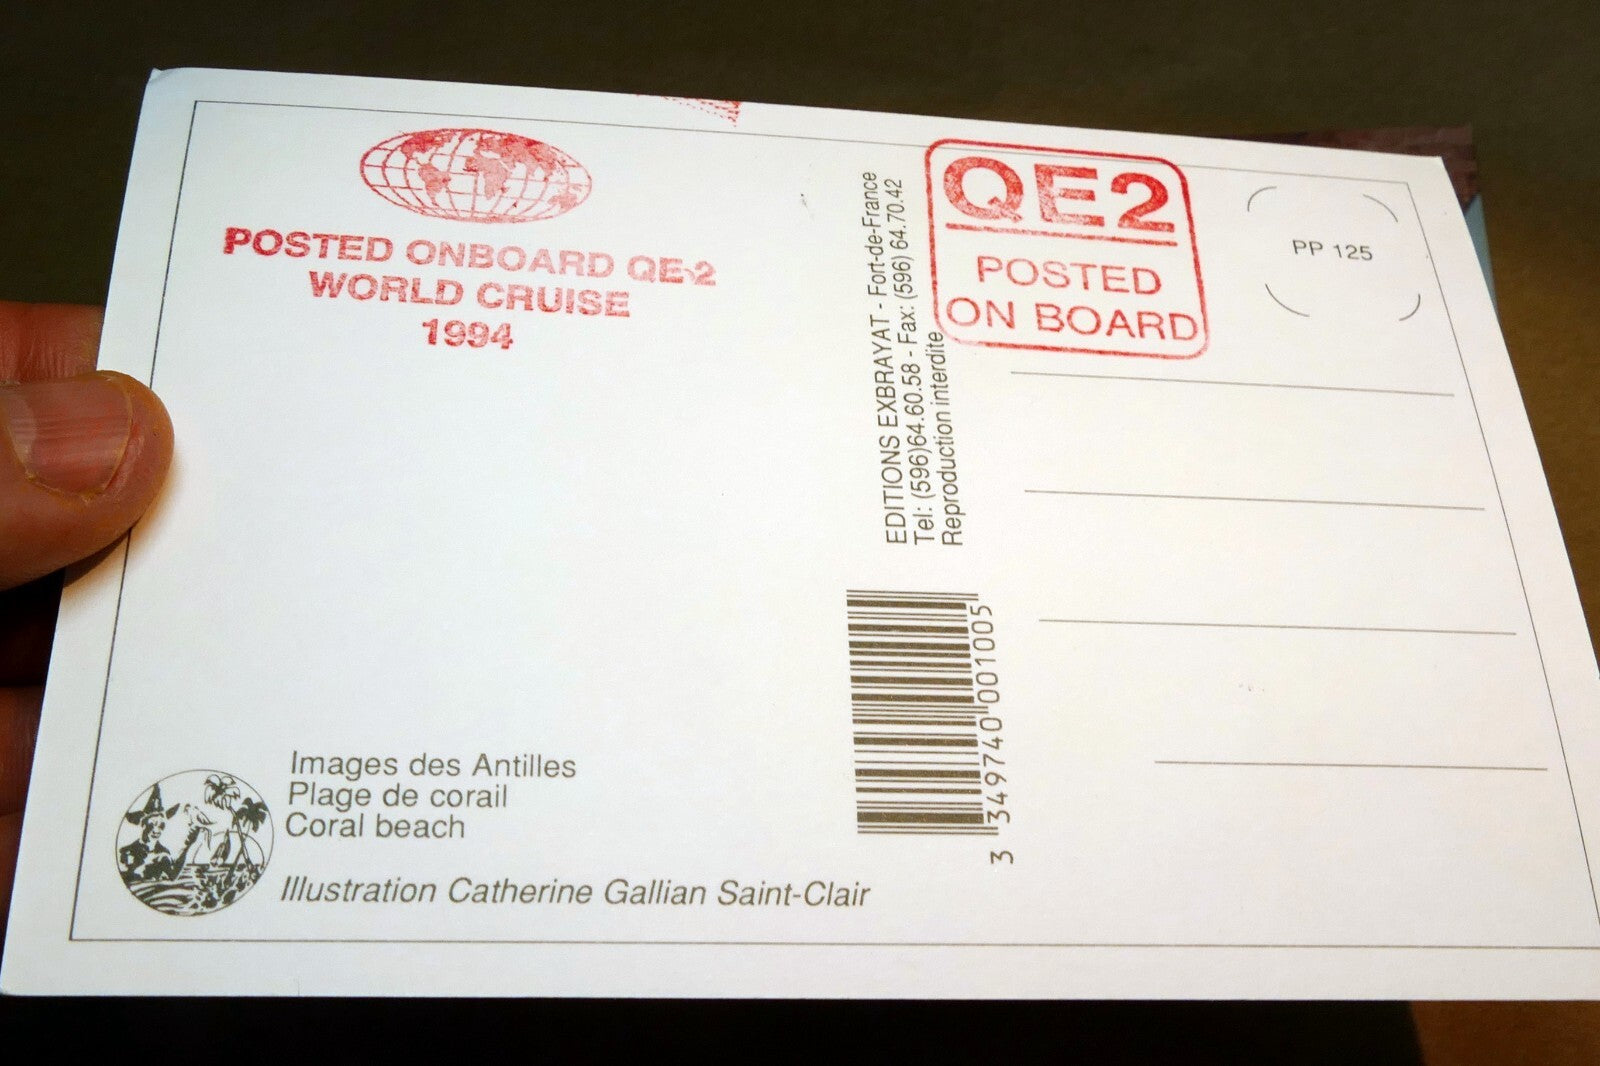 POSTED ONBOARD QE-2
WORLD CRUISE
1994
QE2
POSTED
ON BOARD
PP 125
EDITIONS EXBRAYAT - Fort-de-France
Tel: (596)64.60.58 - Fax: (596) 64.70.42
Reproduction interdite
3 349740 001005
Images des Antilles
Plage de corail
Coral beach
Illustration Catherine Gallian Saint-Clair